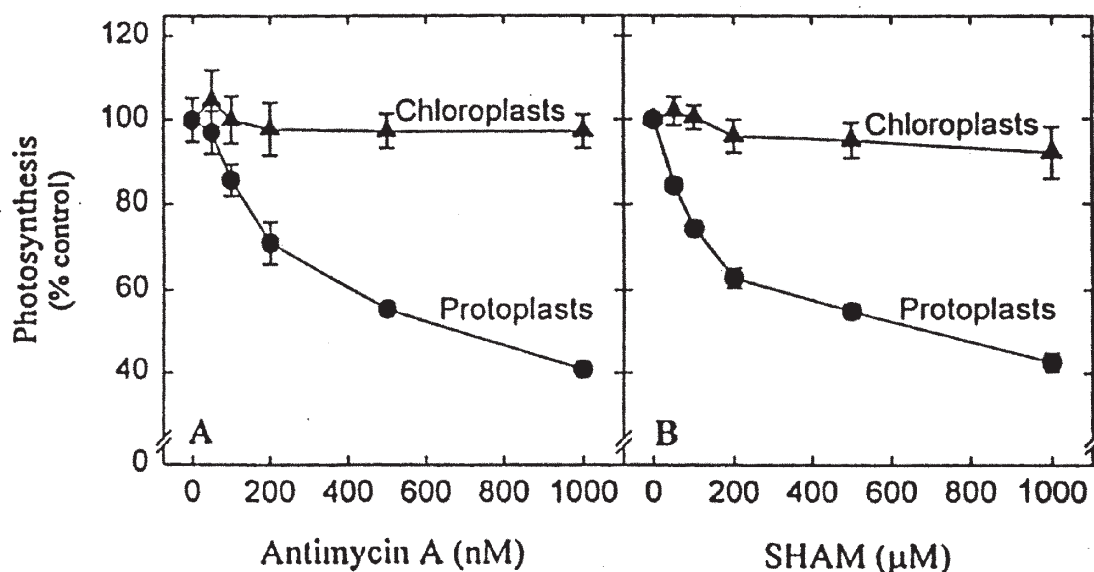 Photosynthesis
(% control)
120
100
80
60
40
0
Chloroplasts
Protoplasts
A
0 200 400 600 800 1000
Antimycin A (nM)
Chloroplasts
Protoplasts
B
0 200 400 600 800 1000
SHAM (μM)